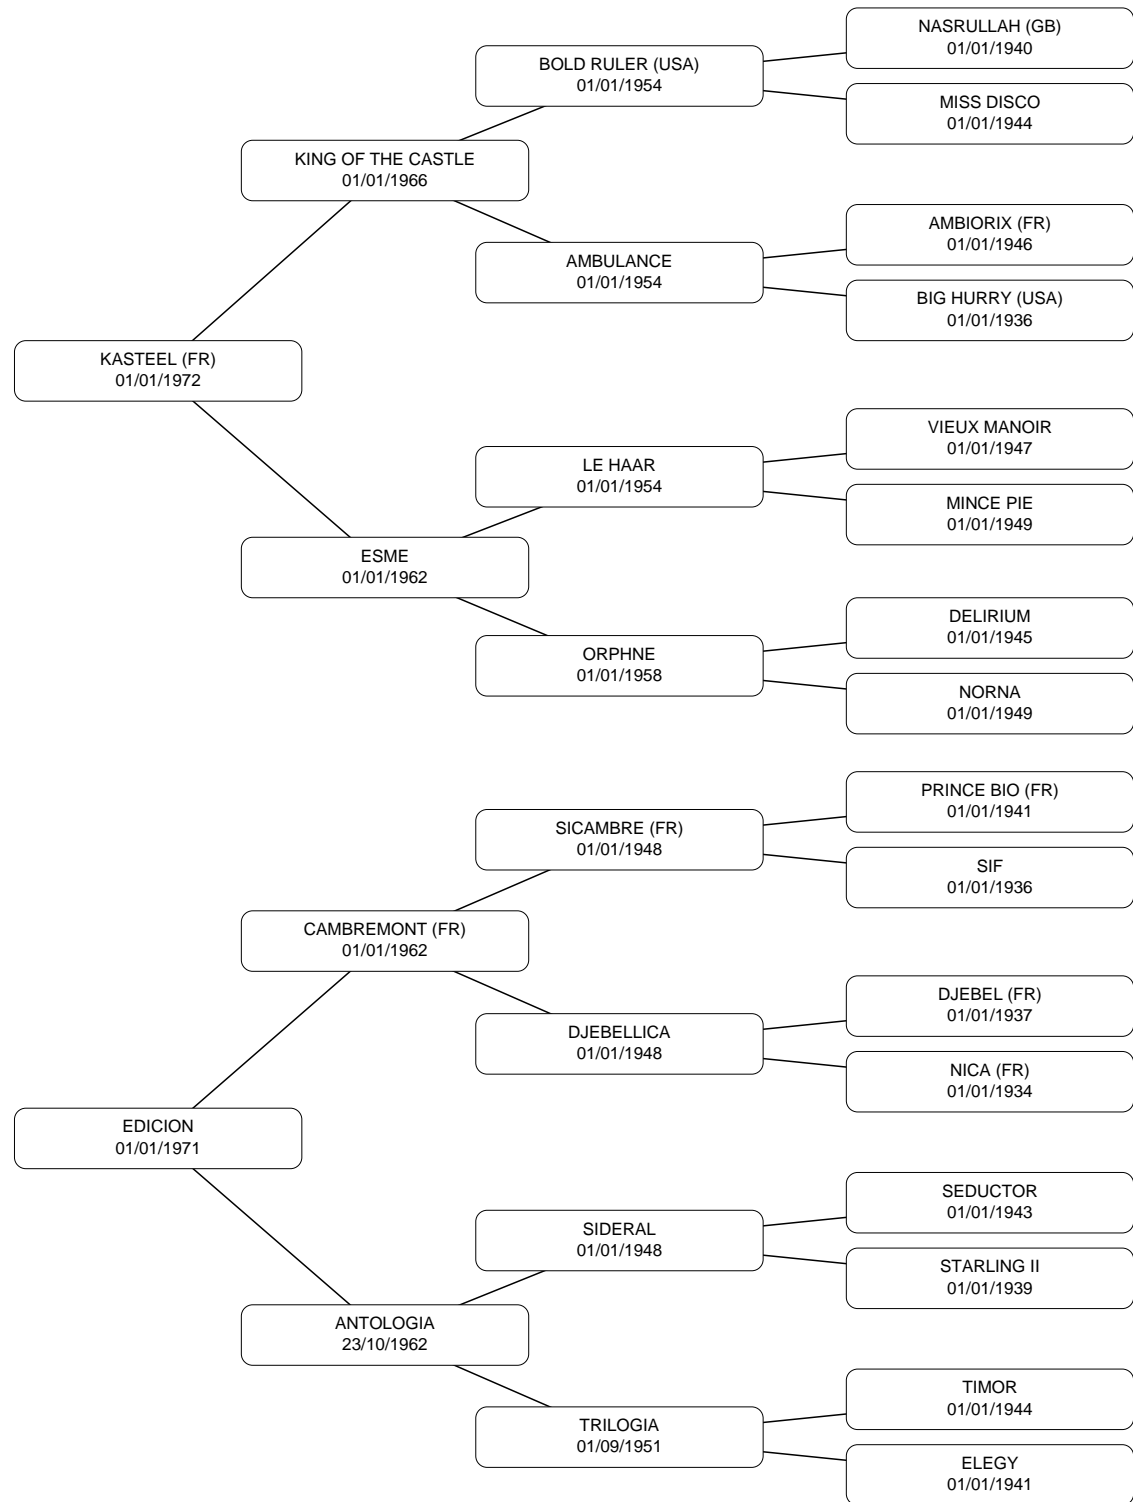 NASRULLAH (GB)
01/01/1940
BOLD RULER (USA)
01/01/1954
MISS DISCO
01/01/1944
KING OF THE CASTLE
01/01/1966
AMBIORIX (FR)
01/01/1946
AMBULANCE
01/01/1954
BIG HURRY (USA)
01/01/1936
KASTEEL (FR)
01/01/1972
VIEUX MANOIR
01/01/1947
LE HAAR
01/01/1954
MINCE PIE
01/01/1949
ESME
01/01/1962
DELIRIUM
01/01/1945
ORPHNE
01/01/1958
NORNA
01/01/1949
PRINCE BIO (FR)
01/01/1941
SICAMBRE (FR)
01/01/1948
SIF
01/01/1936
CAMBREMONT (FR)
01/01/1962
DJEBEL (FR)
01/01/1937
DJEBELLICA
01/01/1948
NICA (FR)
01/01/1934
EDICION
01/01/1971
SEDUCTOR
01/01/1943
SIDERAL
01/01/1948
STARLING II
01/01/1939
ANTOLOGIA
23/10/1962
TIMOR
01/01/1944
TRILOGIA
01/09/1951
ELEGY
01/01/1941